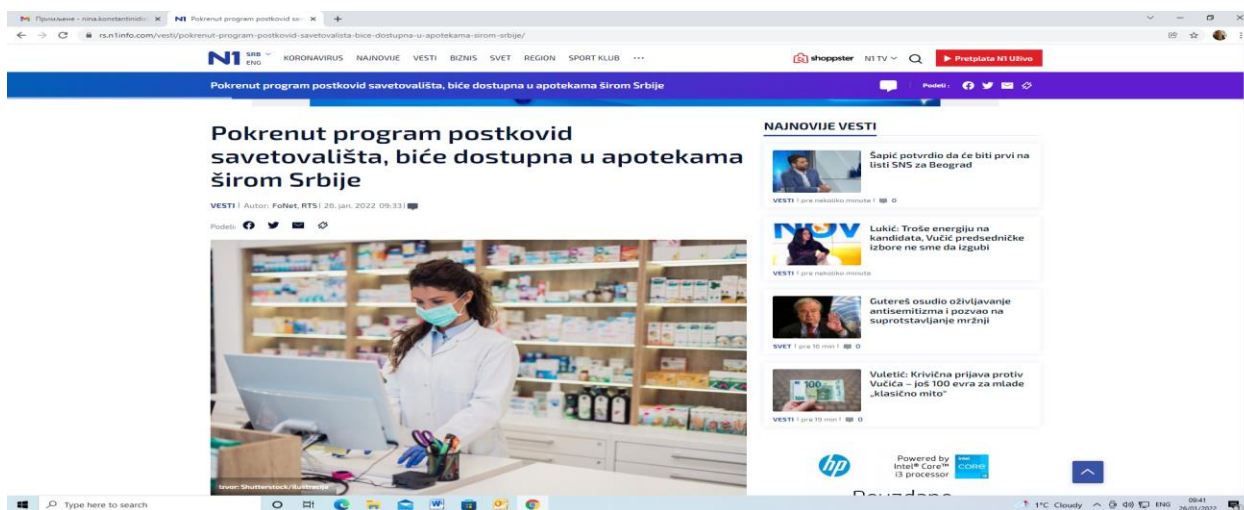 Пријемчиве - nina.konstantinidi
N1 Pokrenut program postkovid sav
rs.n1info.com/vesti/pokrenut-program-postkovid-savetovalista-bice-dostupna-u-apotekama-sirom-srbije/
N1 SRB ENG KORONAVIRUS NAJNOVIJE VESTI BIZNIS SVET REGION SPORT KLUB ... shoppster N1 TV Pretplata N1 Uživo
Pokrenut program postkovid savetovališta, biće dostupna u apotekama širom Srbije Podeli:
Pokrenut program postkovid
savetovališta, biće dostupna u apotekama
širom Srbije
VESTI | Autor: FoNet, RTS | 26. jan. 2022 09:33 |
Podeli:
Izvor: Shutterstock/Ilustracija
NAJNOVIJE VESTI
Šapić potvrdio da će biti prvi na
listi SNS za Beograd
VESTI | pre nekoliko minuta | 0
NOV
Lukić: Troše energiju na
kandidata, Vučić predsedničke
izbore ne sme da izgubi
VESTI | pre nekoliko minuta
Gutereš osudio oživljavanje
antisemitizma i pozvao na
suprotstavljanje mržnji
SVET | pre 16 min | 0
100
Vuletić: Krivična prijava protiv
Vučića – još 100 evra za mlade
„klasično mito“
VESTI | pre 19 min | 0
hp
Powered by
Intel® Core™
i3 processor
intel
CORE
Pouzdano
Type here to search
1°C Cloudy ENG 09:41
26/01/2022